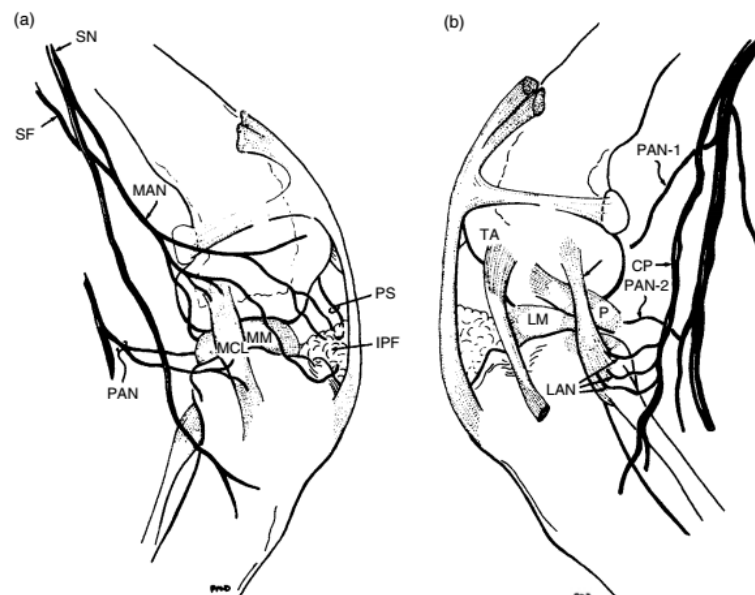 (a)
SN
SF
MAN
PS
MM
MCL
IPF
PAN
(b)
PAN-1
TA
CP
PAN-2
P
LM
LAN